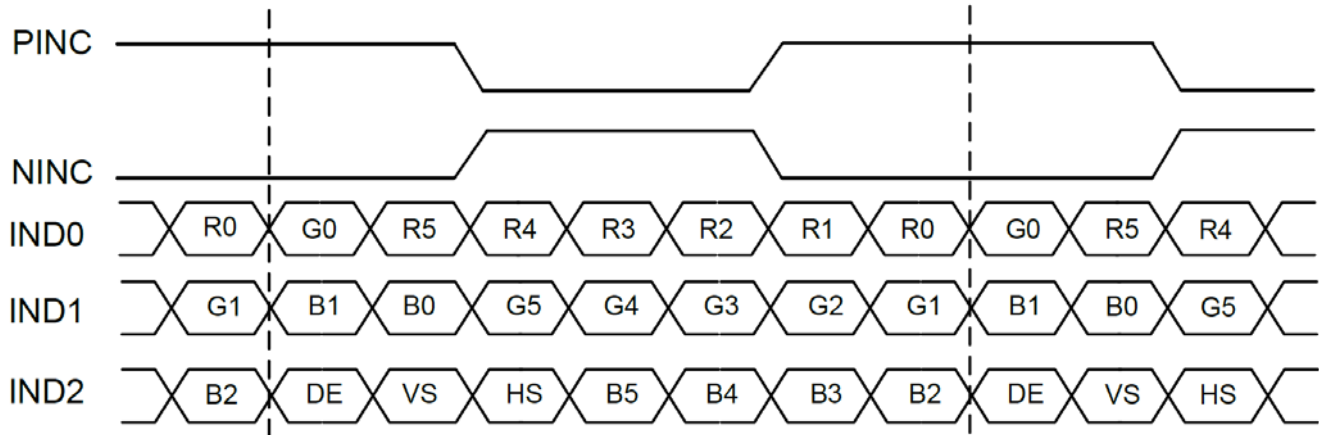 PINC
NINC
IND0 R0 G0 R5 R4 R3 R2 R1 R0 G0 R5 R4
IND1 G1 B1 B0 G5 G4 G3 G2 G1 B1 B0 G5
IND2 B2 DE VS HS B5 B4 B3 B2 DE VS HS